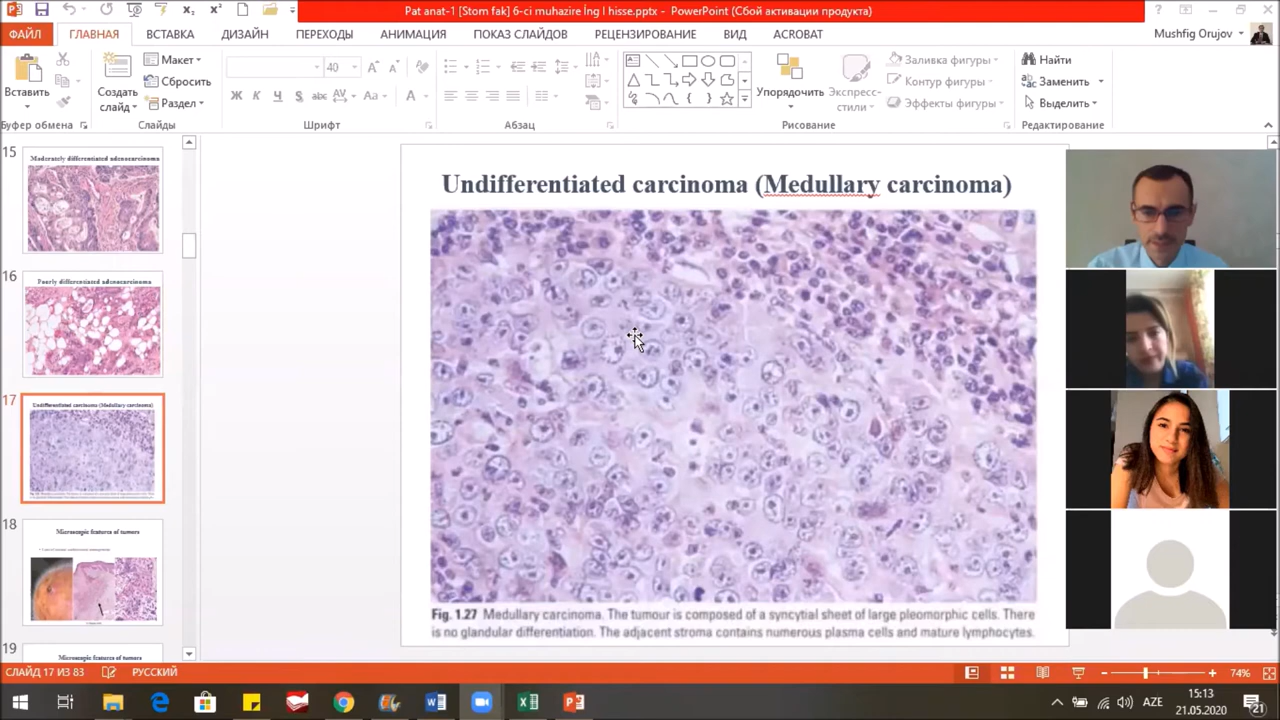 Pat anat-1 [Stom fak] 6-ci muhazire İng I hisse.pptx - PowerPoint (Сбой активации продукта)
ФАЙЛ ГЛАВНАЯ ВСТАВКА ДИЗАЙН ПЕРЕХОДЫ АНИМАЦИЯ ПОКАЗ СЛАЙДОВ РЕЦЕНЗИРОВАНИЕ ВИД ACROBAT Mushfig Orujov
Вставить
Создать слайд
Макет
Сбросить
Раздел
40
Ж К Ч S abc AV Aa A
Упорядочить
Экспресс-стили
Заливка фигуры
Контур фигуры
Эффекты фигуры
Найти
Заменить
Выделить
Буфер обмена Слайды Шрифт Абзац Рисование Редактирование
15
Moderately differentiated adenocarcinoma
16
Poorly differentiated adenocarcinoma
17
Undifferentiated carcinoma (Medullary carcinoma)
18
Microscopic features of tumors
19
Microscopic features of tumors
Undifferentiated carcinoma (Medullary carcinoma)
Fig. 1.27 Medullary carcinoma. The tumour is composed of a syncytial sheet of large pleomorphic cells. There
is no glandular differentiation. The adjacent stroma contains numerous plasma cells and mature lymphocytes.
СЛАЙД 17 ИЗ 83 РУССКИЙ 74%
AZE 15:13
21.05.2020
21